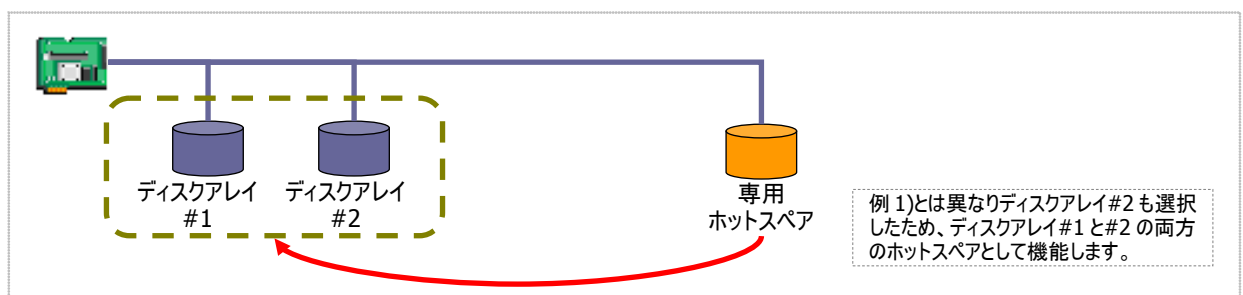 ディスクアレイ
#1
ディスクアレイ
#2
専用
ホットスペア
例 1)とは異なりディスクアレイ#2 も選択
したため、ディスクアレイ#1 と#2 の両方
のホットスペアとして機能します。